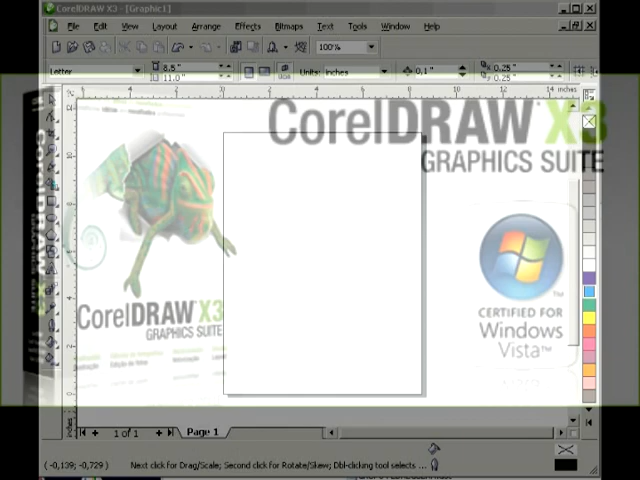 CorelDRAW X3 - [Graphic1]
File Edit View Layout Arrange Effects Bitmaps Text Tools Window Help
100%
Letter 8.5" 11.0" Units: inches 0,1" 0.25" 0.25"
inches
CorelDRAW X3
GRAPHICS SUITE
CorelDRAW X3
GRAPHICS SUITE
CERTIFIED FOR
Windows
Vista™
1 of 1 Page 1
( -0,139; -0,729 ) Next click for Drag/Scale; Second click for Rotate/Skew; Dbl-clicking tool selects ...